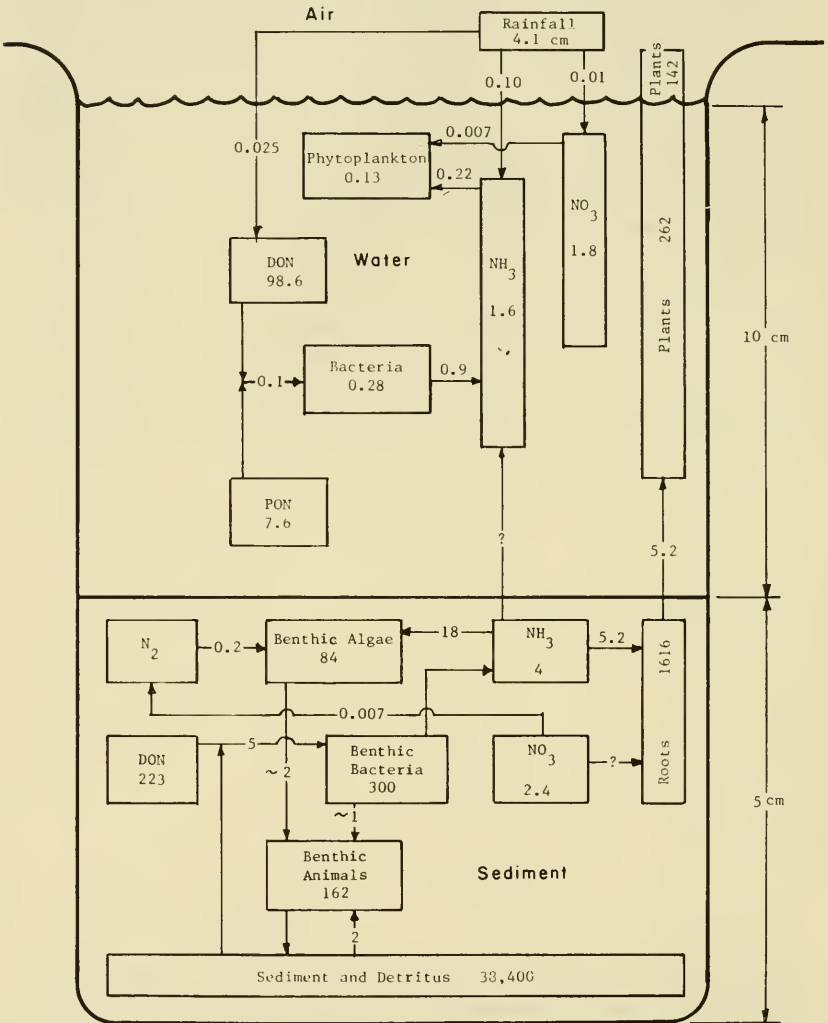 Air
Rainfall
4.1 cm
Plants
142
0.10
0.01
0.025
0.007
Phytoplankton
0.13
0.22
NO3
1.8
NH3
1.6
Plants 262
DON
98.6
Water
10 cm
Bacteria
0.28
0.1
0.9
PON
7.6
?
5.2
N2
0.2
Benthic Algae
84
18
NH3
4
5.2
Roots 1616
0.007
DON
223
5
Benthic
Bacteria
300
NO3
2.4
?
~2
~1
5 cm
Benthic
Animals
162
Sediment
2
Sediment and Detritus 33,400